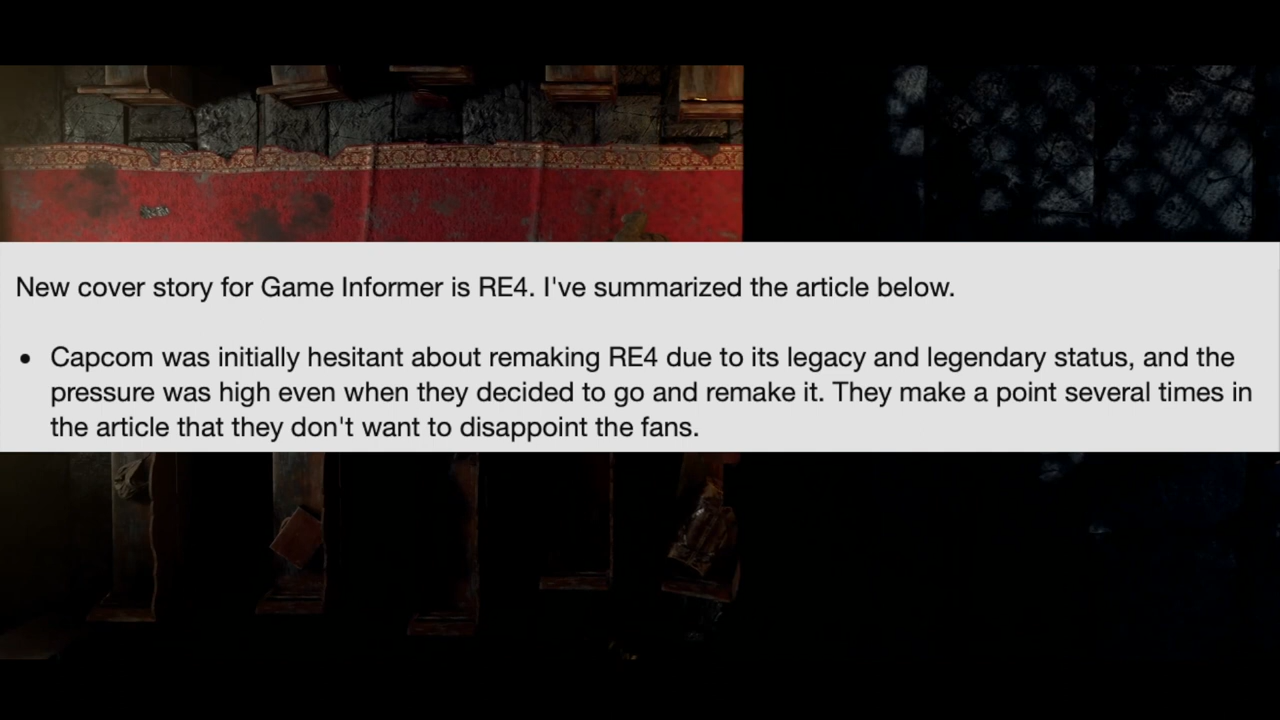 New cover story for Game Informer is RE4. I've summarized the article below.
• Capcom was initially hesitant about remaking RE4 due to its legacy and legendary status, and the
pressure was high even when they decided to go and remake it. They make a point several times in
the article that they don't want to disappoint the fans.